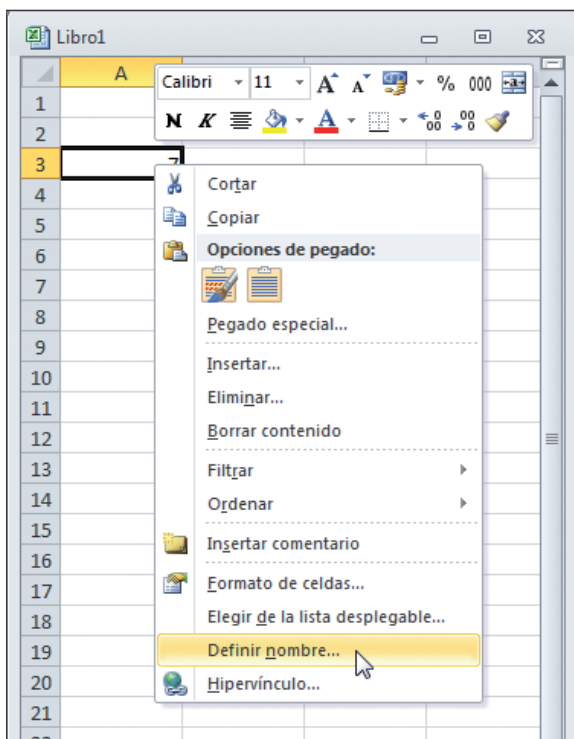 Libro1
A
Calibri 11 A A % 000 a
N K A
1
2
3 7
4
5
6
7
8
9
10
11
12
13
14
15
16
17
18
19
20
21
Cortar
Copiar
Opciones de pegado:
Pegado especial...
Insertar...
Eliminar...
Borrar contenido
Filtrar
Ordenar
Insertar comentario
Formato de celdas...
Elegir de la lista desplegable...
Definir nombre...
Hipervínculo...